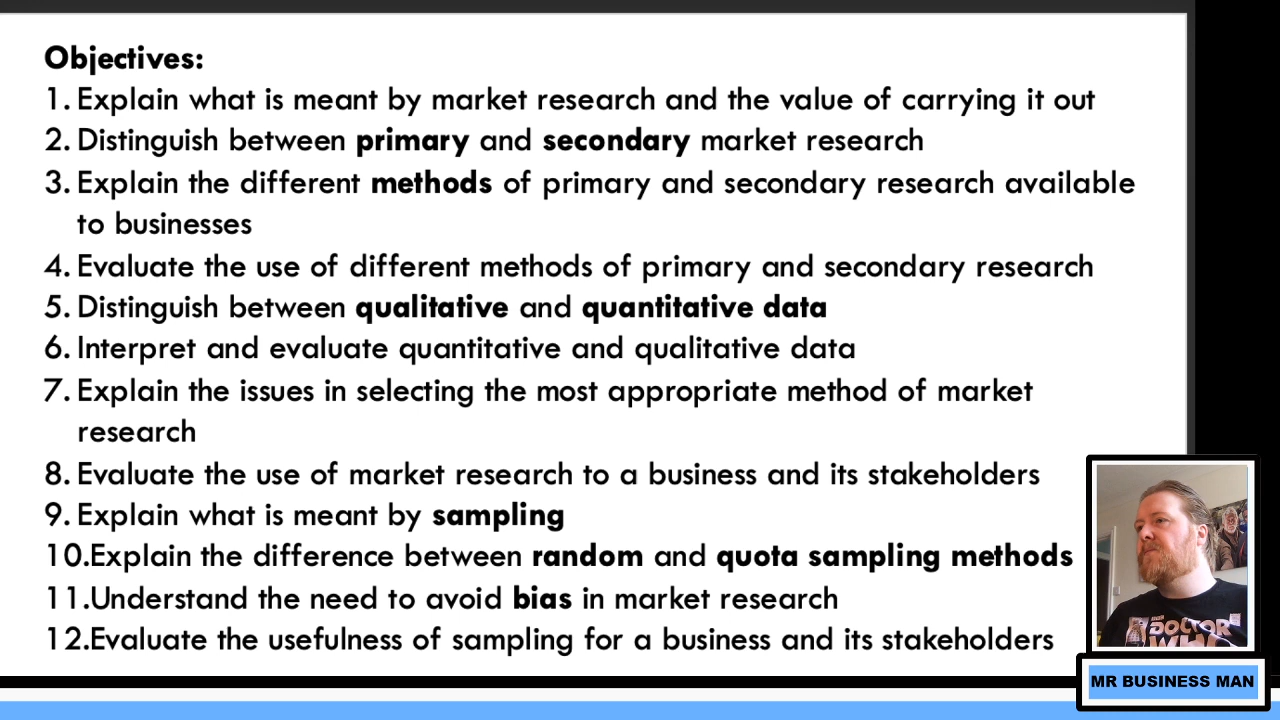 Objectives:
1. Explain what is meant by market research and the value of carrying it out
2. Distinguish between primary and secondary market research
3. Explain the different methods of primary and secondary research available
to businesses
4. Evaluate the use of different methods of primary and secondary research
5. Distinguish between qualitative and quantitative data
6. Interpret and evaluate quantitative and qualitative data
7. Explain the issues in selecting the most appropriate method of market
research
8. Evaluate the use of market research to a business and its stakeholders
9. Explain what is meant by sampling
10.Explain the difference between random and quota sampling methods
11.Understand the need to avoid bias in market research
12.Evaluate the usefulness of sampling for a business and its stakeholders
DOCTOR
WHO
MR BUSINESS MAN